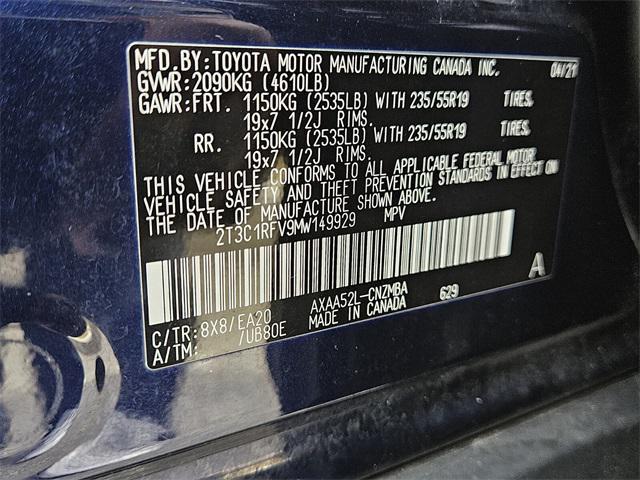 MFD.BY:TOYOTA MOTOR MANUFACTURING CANADA INC. 04/21
GVWR:2090KG (4610LB)
GAWR:FRT. 1150KG (2535LB) WITH 235/55R19 TIRES,
19x7 1/2J RIMS.
RR. 1150KG (2535LB) WITH 235/55R19 TIRES,
19x7 1/2J RIMS.
THIS VEHICLE CONFORMS TO ALL APPLICABLE FEDERAL MOTOR
VEHICLE SAFETY AND THEFT PREVENTION STANDARDS IN EFFECT ON
THE DATE OF MANUFACTURE SHOWN ABOVE.
2T3C1RFV9MW149929 MPV
A
C/TR:8X8/EA20 AXAA52L-CNZMBA 629
A/TM: /UB80E MADE IN CANADA